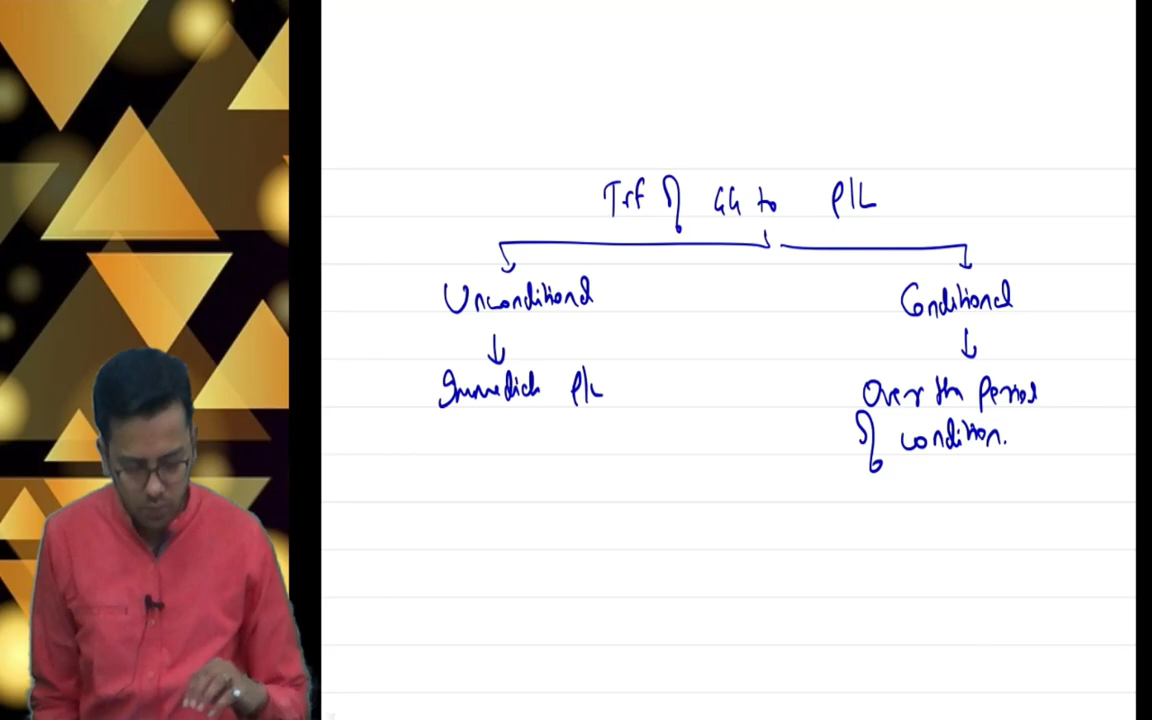 Trf of GG to P/L
Unconditional
Conditional
Immediate P/L
Over the period
of condition.